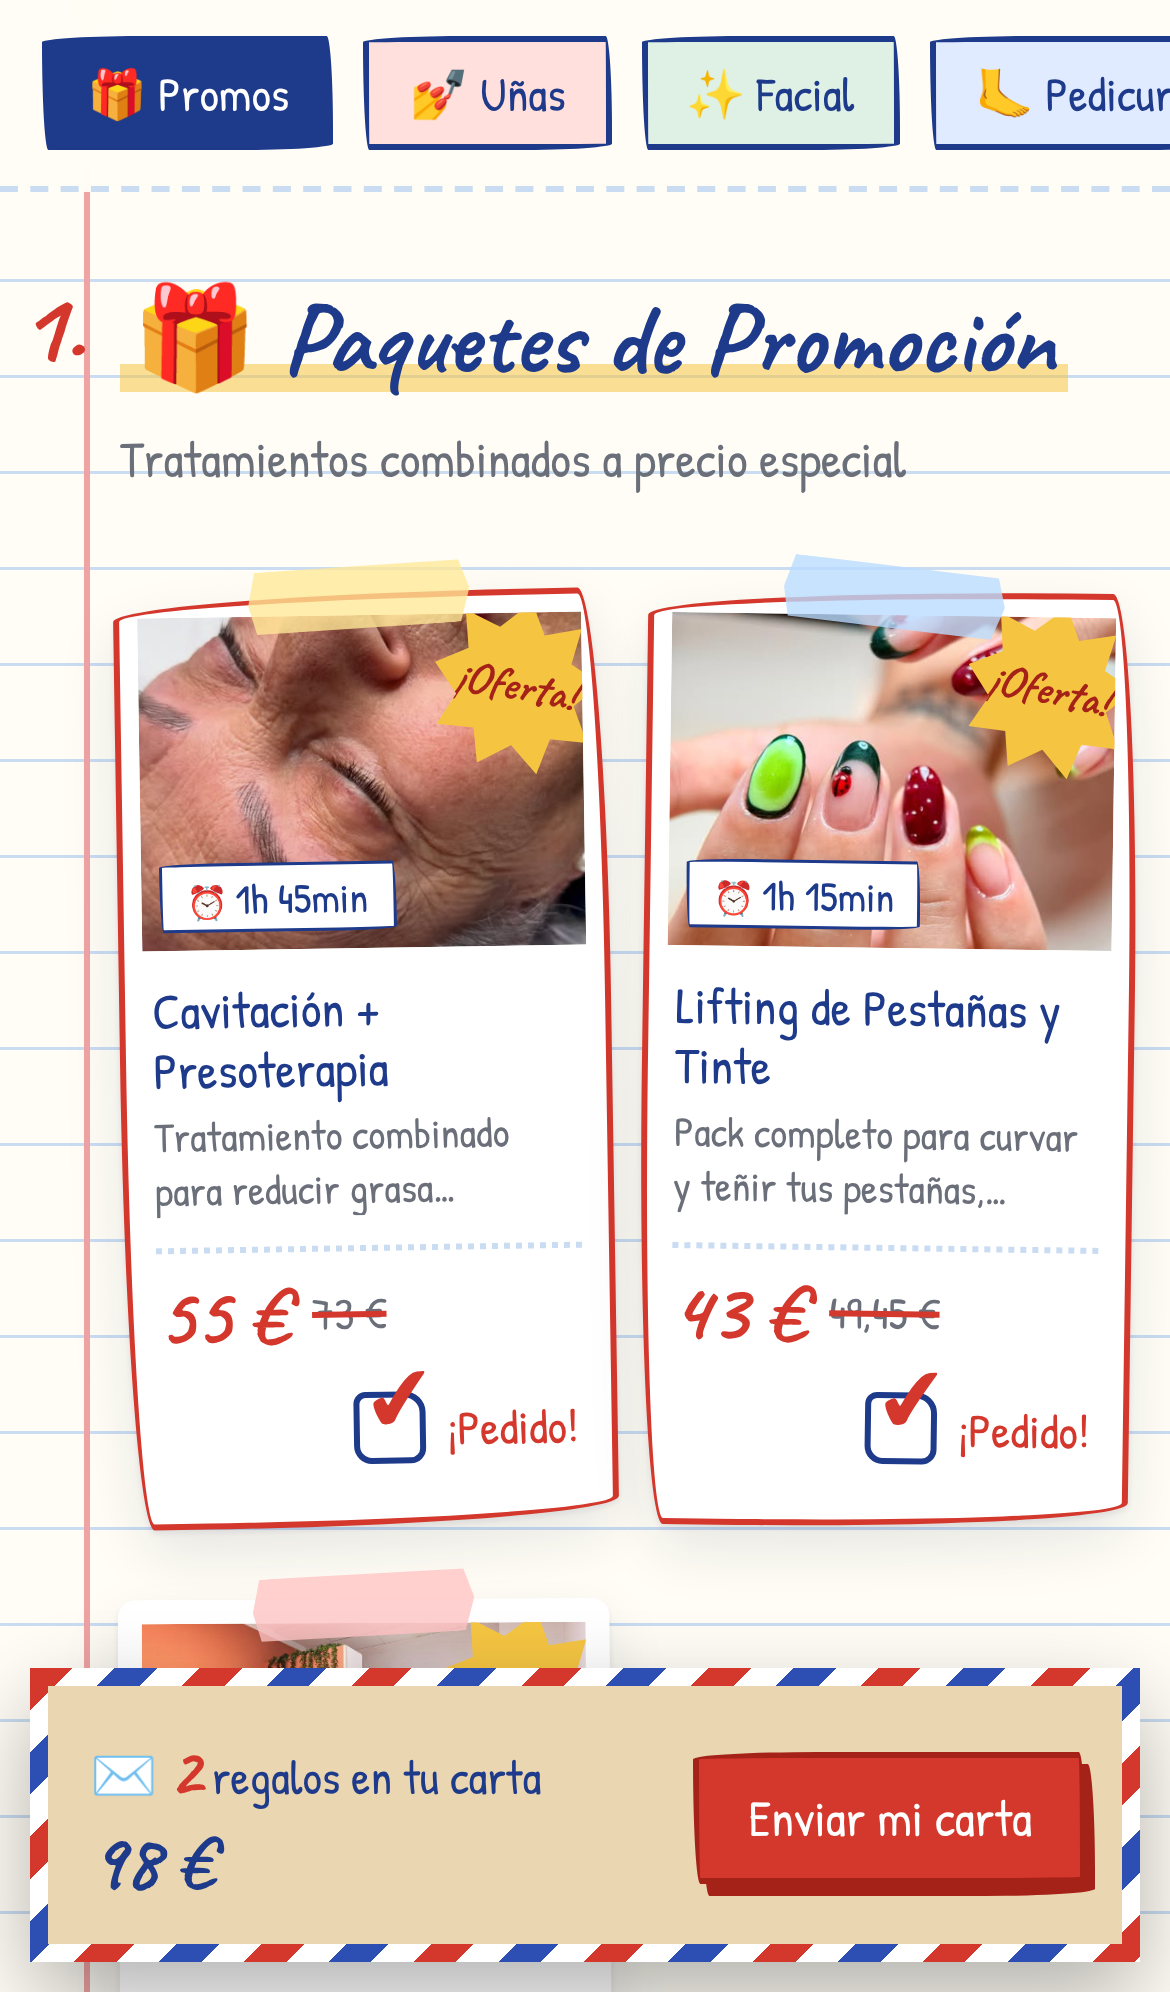 Promos
Uñas
Facial
Pedicur
1.
Paquetes de Promoción
Tratamientos combinados a precio especial
¡Oferta!
1h 45min
Cavitación +
Presoterapia
Tratamiento combinado
para reducir grasa...
55 € 73 €
¡Pedido!
¡Oferta!
1h 15min
Lifting de Pestañas y
Tinte
Pack completo para curvar
y teñir tus pestañas,...
43 € 49,45 €
¡Pedido!
2 regalos en tu carta
98 €
Enviar mi carta